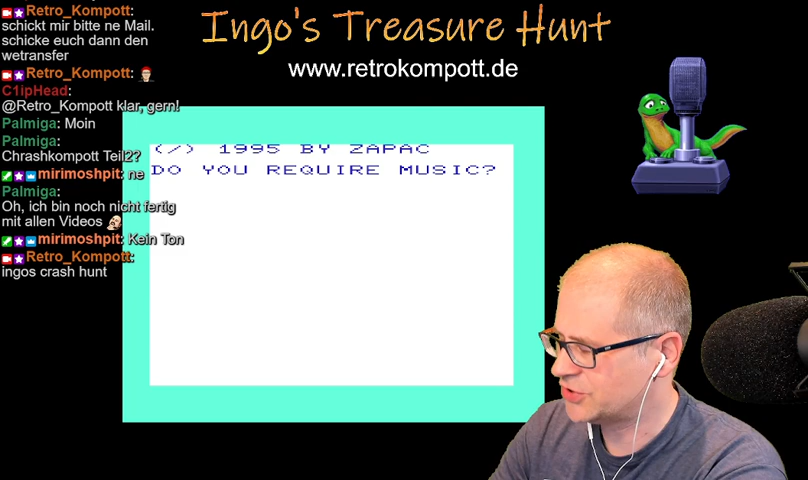 Retro_Kompott:
schickt mir bitte ne Mail.
schicke euch dann den
wetransfer
Retro_Kompott:
C1ipHead:
@Retro_Kompott klar, gern!
Palmiga: Moin
Palmiga:
Chrashkompott Teil2?
mirimoshpit: ne
Palmiga:
Oh, ich bin noch nicht fertig
mit allen Videos
mirimoshpit: Kein Ton
Retro_Kompott:
ingos crash hunt
Ingo's Treasure Hunt
www.retrokompott.de
(/) 1995 BY ZAPAC
DO YOU REQUIRE MUSIC?